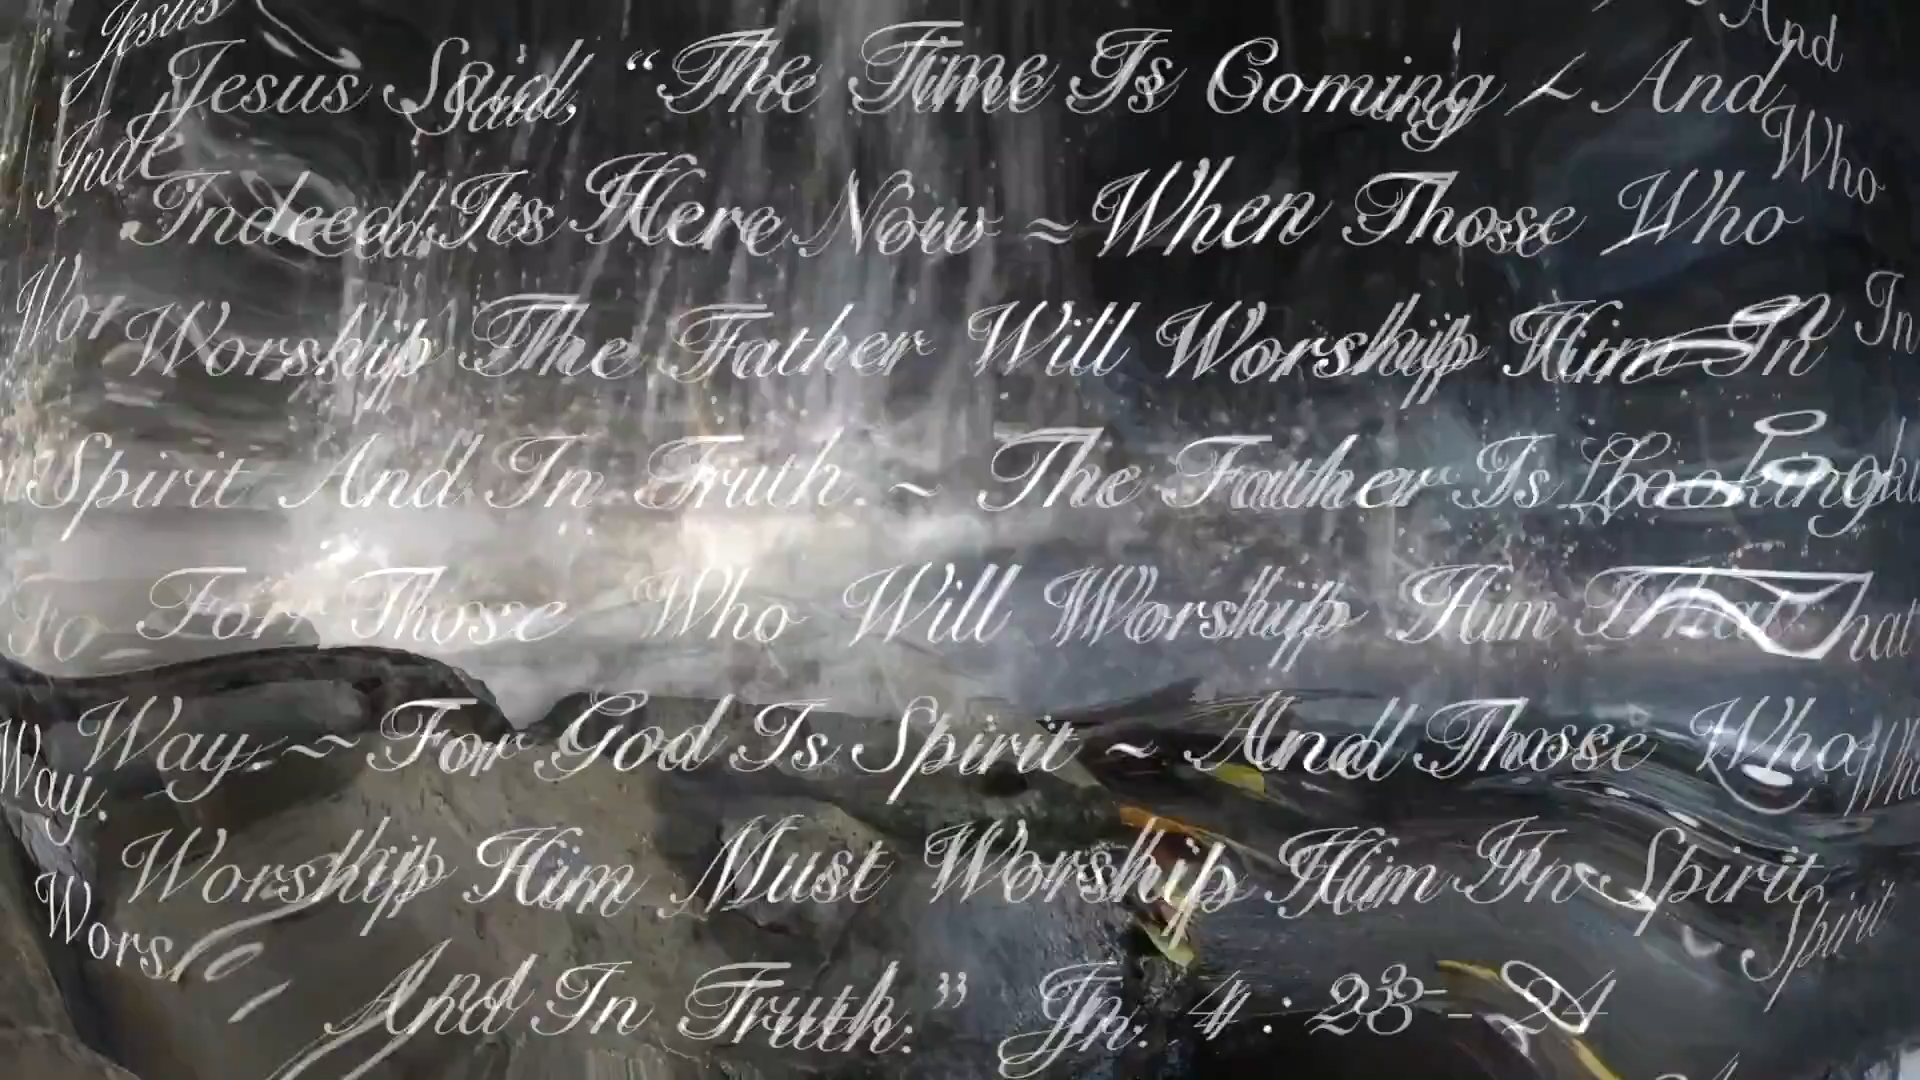 Jesus Said, “The Time Is Coming ~ And
Indeed Its Here Now ~ When Those Who
Worship The Father Will Worship Him In
Spirit And In Truth. ~ The Father Is Looking
For Those Who Will Worship Him That
Way. ~ For God Is Spirit ~ And Those Who
Worship Him Must Worship Him In Spirit
And In Truth.” Jn. 4 : 23 - 24